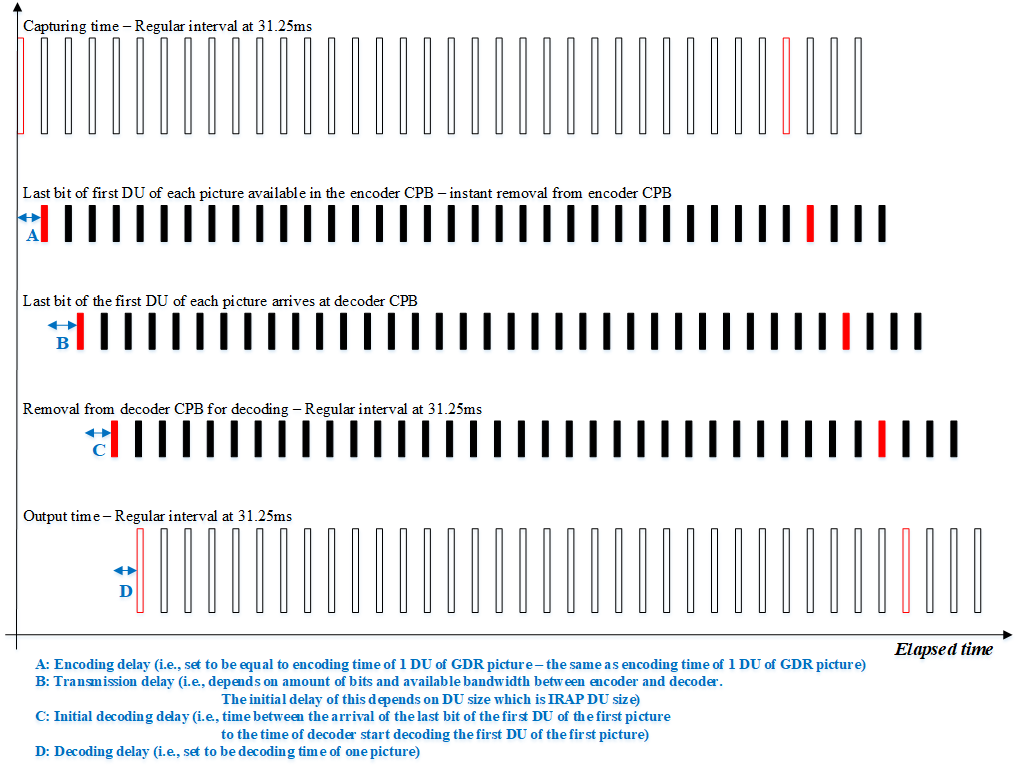 Capturing time – Regular interval at 31.25ms
Last bit of first DU of each picture available in the encoder CPB – instant removal from encoder CPB
A
Last bit of the first DU of each picture arrives at decoder CPB
B
Removal from decoder CPB for decoding – Regular interval at 31.25ms
C
Output time – Regular interval at 31.25ms
D
Elapsed time
A: Encoding delay (i.e., set to be equal to encoding time of 1 DU of GDR picture – the same as encoding time of 1 DU of GDR picture)
B: Transmission delay (i.e., depends on amount of bits and available bandwidth between encoder and decoder.
The initial delay of this depends on DU size which is IRAP DU size)
C: Initial decoding delay (i.e., time between the arrival of the last bit of the first DU of the first picture
to the time of decoder start decoding the first DU of the first picture)
D: Decoding delay (i.e., set to be decoding time of one picture)